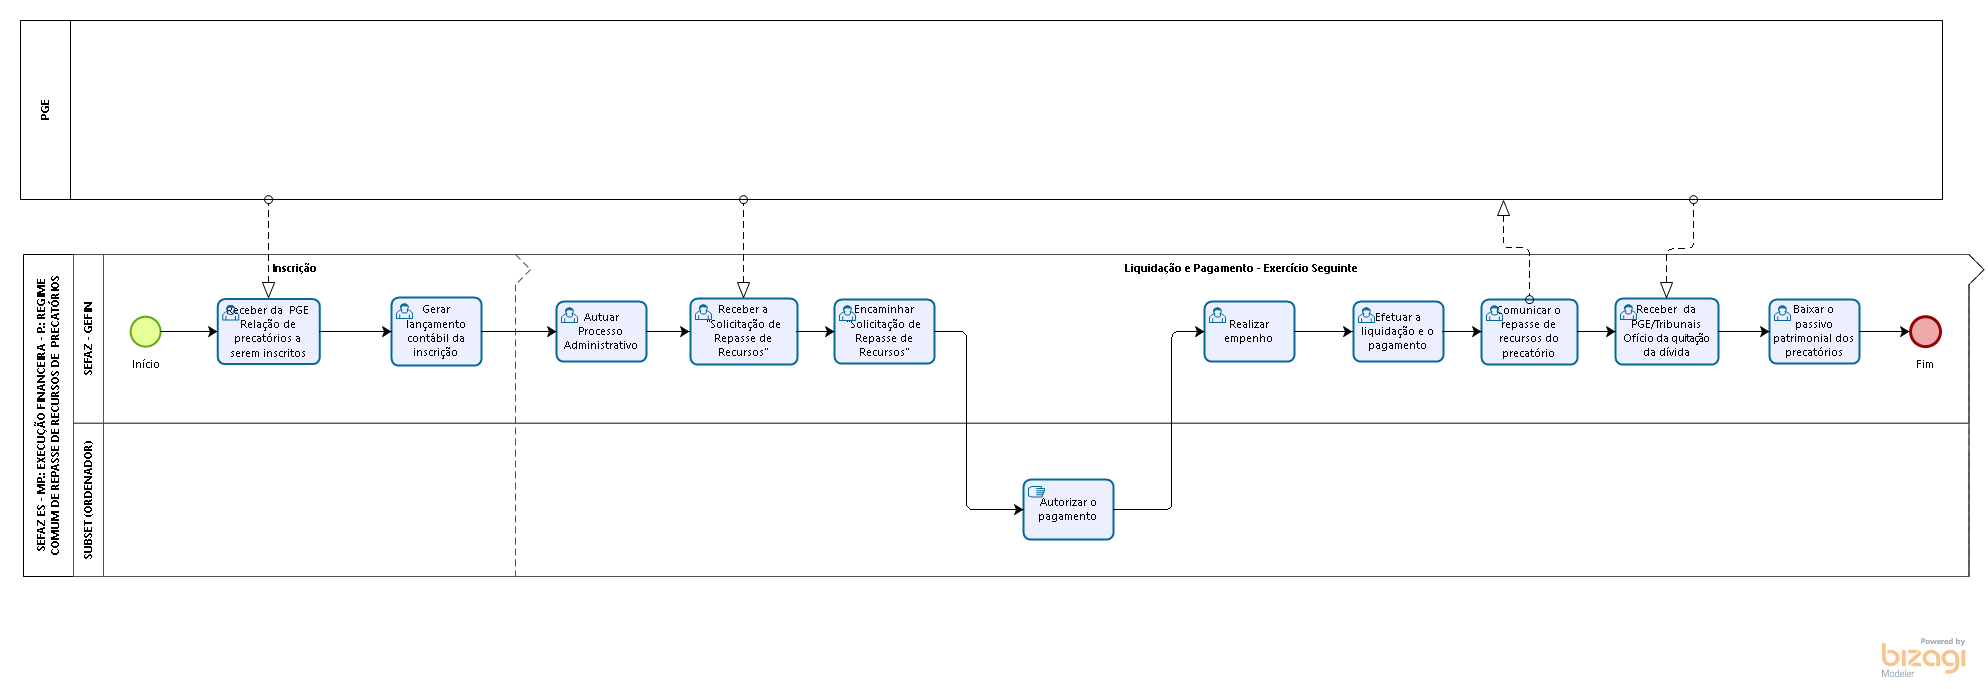 PGE
SEFAZ ES - MP.: EXECUÇÃO FINANCEIRA - P.: REGIME
COMUM DE REPASSE DE RECURSOS DE PRECATÓRIOS
SEFAZ - GEFIN
SUBSET (ORDENADOR)
Inscrição
Liquidação e Pagamento - Exercício Seguinte
Início
Receber da PGE
Relação de
precatórios a
serem inscritos
Gerar
lançamento
contábil da
inscrição
Autuar
Processo
Administrativo
Receber a
"Solicitação de
Repasse de
Recursos"
Encaminhar
"Solicitação de
Repasse de
Recursos"
Autorizar o
pagamento
Realizar
empenho
Efetuar a
liquidação e o
pagamento
Comunicar o
repasse de
recursos do
precatório
Receber da
PGE/Tribunais
Ofício da quitação
da dívida
Baixar o
passivo
patrimonial dos
precatórios
Fim
Powered by
bizagi
Modeler